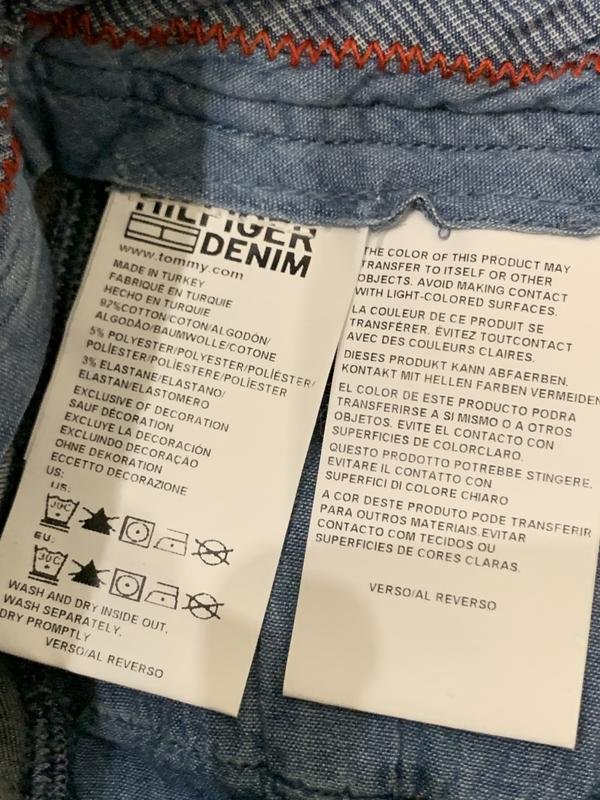 HILFIGER
DENIM
www.tommy.com
MADE IN TURKEY
FABRIQUÉ EN TURQUIE
HECHO EN TURQUIE
92%COTTON/COTON/ALGODÓN/
ALGODÃO/BAUMWOLLE/COTONE
5% POLYESTER/POLYESTER/POLIÉSTER/
POLÍESTER/POLIÈSTERE/POLIESTER
3% ELASTANE/ELASTANO/
ELASTAN/ELASTOMERO
EXCLUSIVE OF DECORATION
SAUF DÉCORATION
EXCLUYE LA DECORACIÓN
EXCLUINDO DECORAÇÃO
OHNE DEKORATION
ECCETTO DECORAZIONE
US:
US:
EU:
30C
WASH AND DRY INSIDE OUT,
WASH SEPARATELY,
DRY PROMPTLY
VERSO/AL REVERSO
THE COLOR OF THIS PRODUCT MAY
TRANSFER TO ITSELF OR OTHER
OBJECTS. AVOID MAKING CONTACT
WITH LIGHT-COLORED SURFACES.
LA COULEUR DE CE PRODUIT SE
TRANSFÉRER. ÉVITEZ TOUTCONTACT
AVEC DES COULEURS CLAIRES.
DIESES PRODUKT KANN ABFAERBEN.
KONTAKT MIT HELLEN FARBEN VERMEIDEN
EL COLOR DE ESTE PRODUCTO PODRA
TRANSFERIRSE A SI MISMO O A OTROS
OBJETOS. EVITE EL CONTACTO CON
SUPERFICIES DE COLORCLARO.
QUESTO PRODOTTO POTREBBE STINGERE.
EVITARE IL CONTATTO CON
SUPERFICI DI COLORE CHIARO
A COR DESTE PRODUTO PODE TRANSFERIR
PARA OUTROS MATERIAIS.EVITAR
CONTACTO COM TECIDOS OU
SUPERFICIES DE CORES CLARAS.
VERSO/AL REVERSO